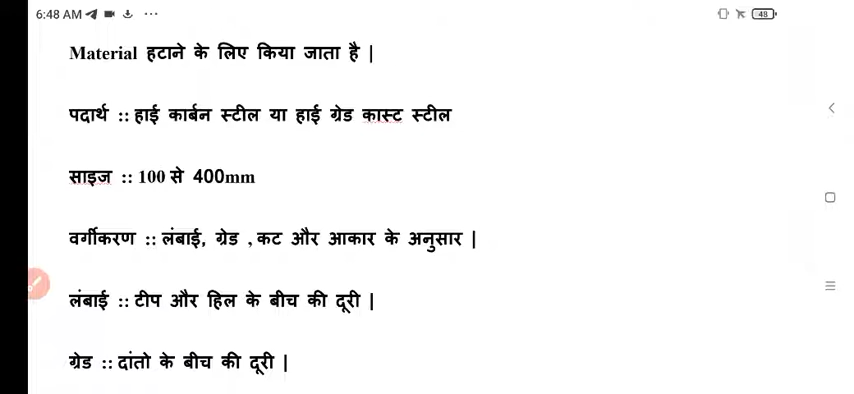 6:48 AM
48
Material हटाने के लिए किया जाता है |
पदार्थ :: हाई कार्बन स्टील या हाई ग्रेड कास्ट स्टील
साइज :: 100 से 400mm
वर्गीकरण :: लंबाई, ग्रेड , कट और आकार के अनुसार |
लंबाई :: टीप और हिल के बीच की दूरी |
ग्रेड :: दांतो के बीच की दूरी |